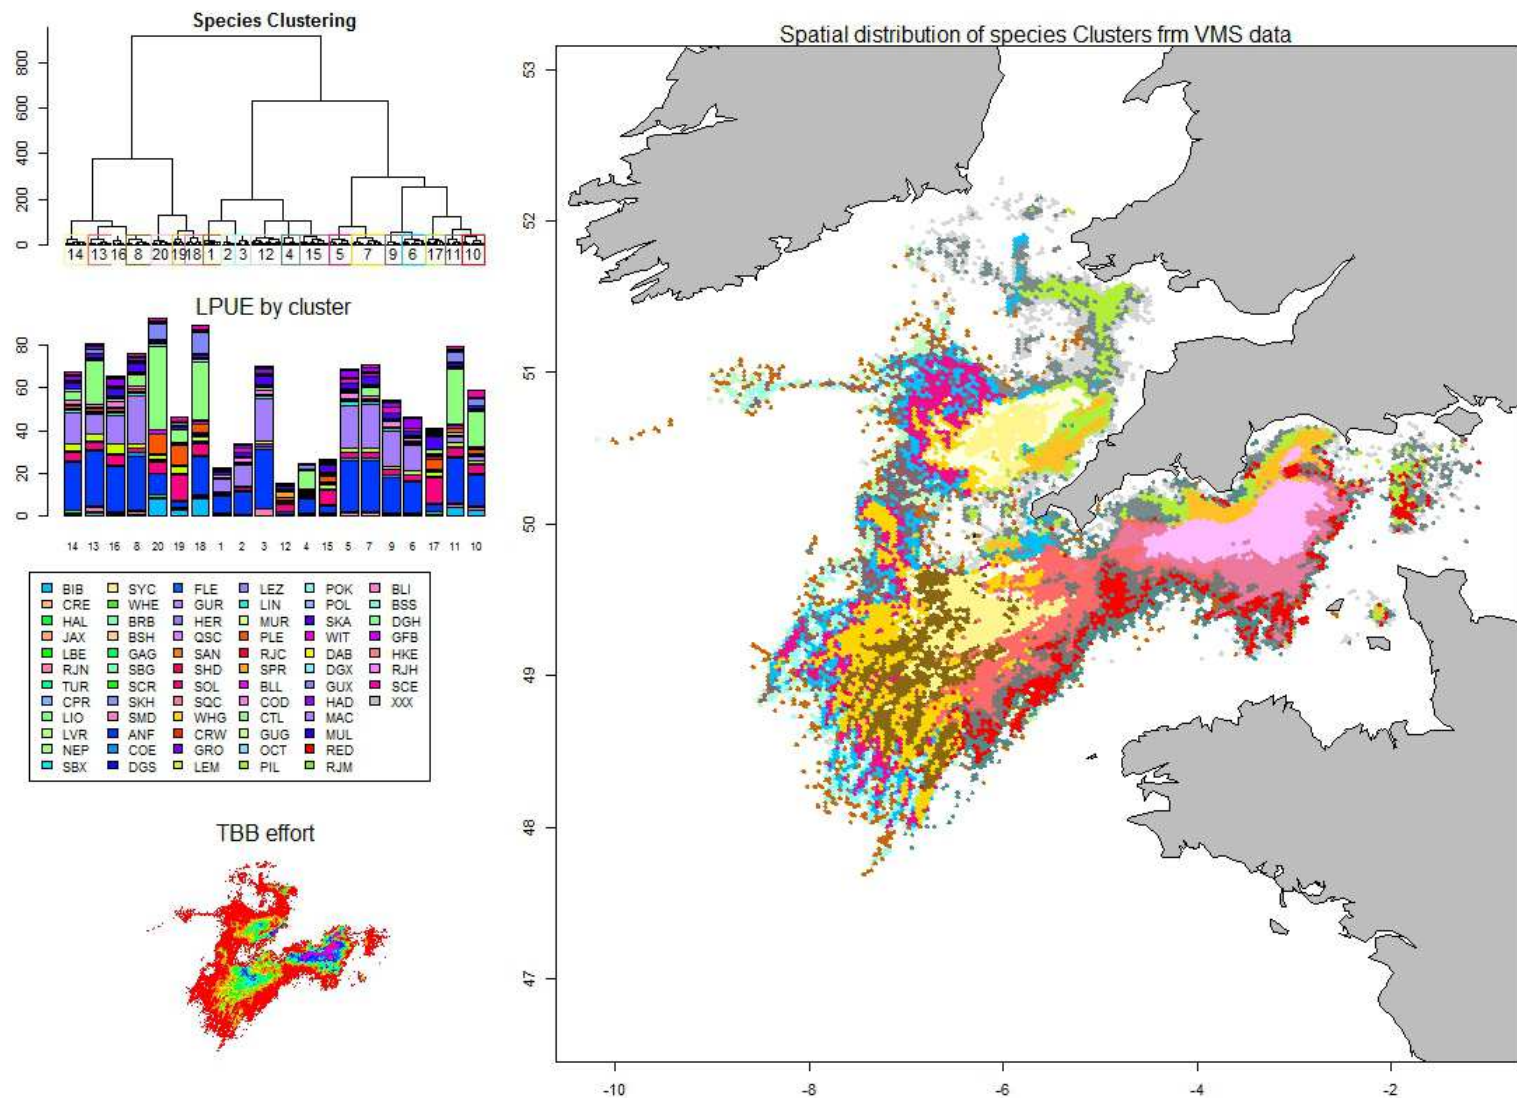 Species Clustering
0 200 400 600 800
14 13 16 8 20 19 18 1 2 3 12 4 15 5 7 9 6 17 11 10
LPUE by cluster
0 20 40 60 80
14 13 16 8 20 19 18 1 2 3 12 4 15 5 7 9 6 17 11 10
BIB SYC FLE LEZ POK BLI
CRE WHE GUR LIN POL BSS
HAL BRB HER MUR SKA DGH
JAX BSH QSC PLE WIT GFB
LBE GAG SAN RJC DAB HKE
RJN SBG SHD SPR DGX RJH
TUR SCR SOL BLL GUX SCE
CPR SKH SQC COD HAD XXX
LIO SMD WHG CTL MAC
LVR ANF CRW GUG MUL
NEP COE GRO OCT RED
SBX DGS LEM PIL RJM
TBB effort
Spatial distribution of species Clusters frm VMS data
53
52
51
50
49
48
47
-10 -8 -6 -4 -2